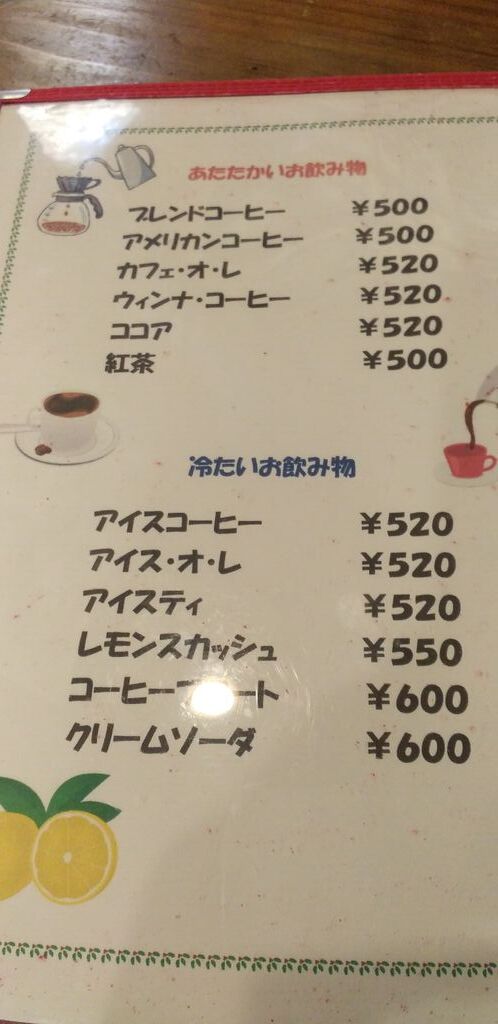 あたたかいお飲み物
ブレンドコーヒー ¥500
アメリカンコーヒー ¥500
カフェ・オ・レ ¥520
ウィンナ・コーヒー ¥520
ココア ¥520
紅茶 ¥500
冷たいお飲み物
アイスコーヒー ¥520
アイス・オ・レ ¥520
アイスティ ¥520
レモンスカッシュ ¥550
¥600
クリームソーダ ¥600